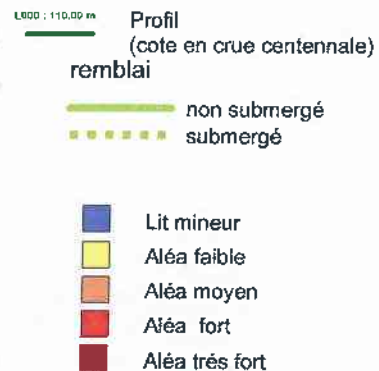 L000 : 110,00 m
Profil
(cote en crue centennale)
remblai
non submergé
submergé
Lit mineur
Aléa faible
Aléa moyen
Aléa fort
Aléa trés fort